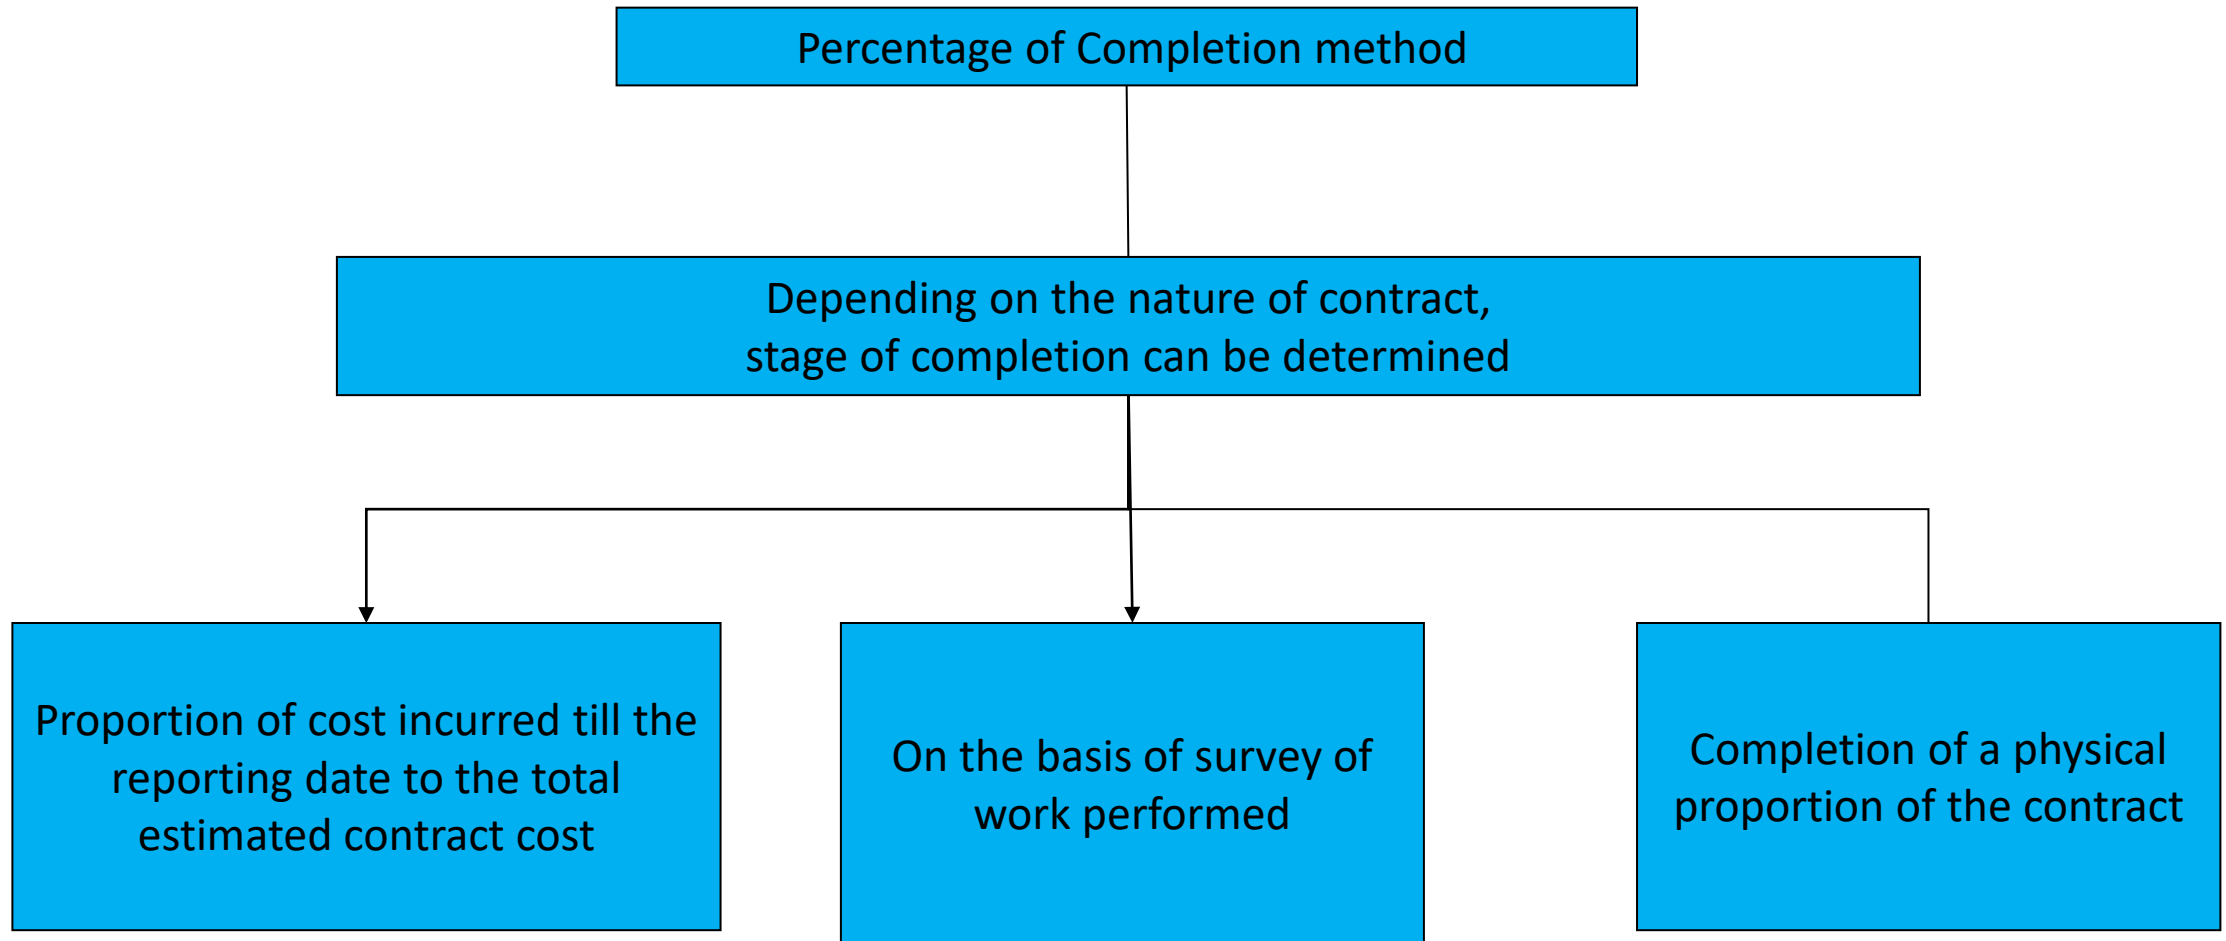 Percentage of Completion method
Depending on the nature of contract,
stage of completion can be determined
Proportion of cost incurred till the
reporting date to the total
estimated contract cost
On the basis of survey of
work performed
Completion of a physical
proportion of the contract